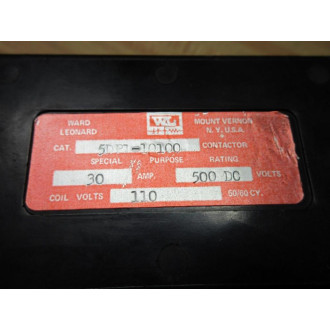 WARD LEONARD
WL
MOUNT VERNON N.Y. U.S.A.
CAT. CONTACTOR
SPECIAL PURPOSE RATING
30 AMP. 500 DC VOLTS
COIL VOLTS 110 50/60 CY.